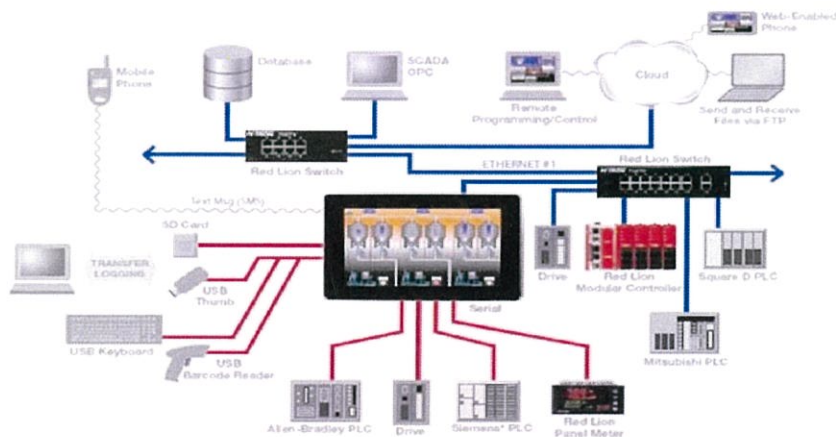 Mobile
Phone
Database
SCADA
OPC
Remote
Programming/Control
Cloud
Web-Enabled
Phone
Send and Receive
Files via FTP
Red Lion Switch
ETHERNET #1
Red Lion Switch
Text Msg (SMS)
SD Card
TRANSFER
LOGGING
USB
Thumb
USB Keyboard
USB
Barcode Reader
Serial
Drive
Red Lion
Modular Controller
Square D PLC
Mitsubishi PLC
Allen-Bradley PLC
Drive
Siemens* PLC
Red Lion
Panel Meter